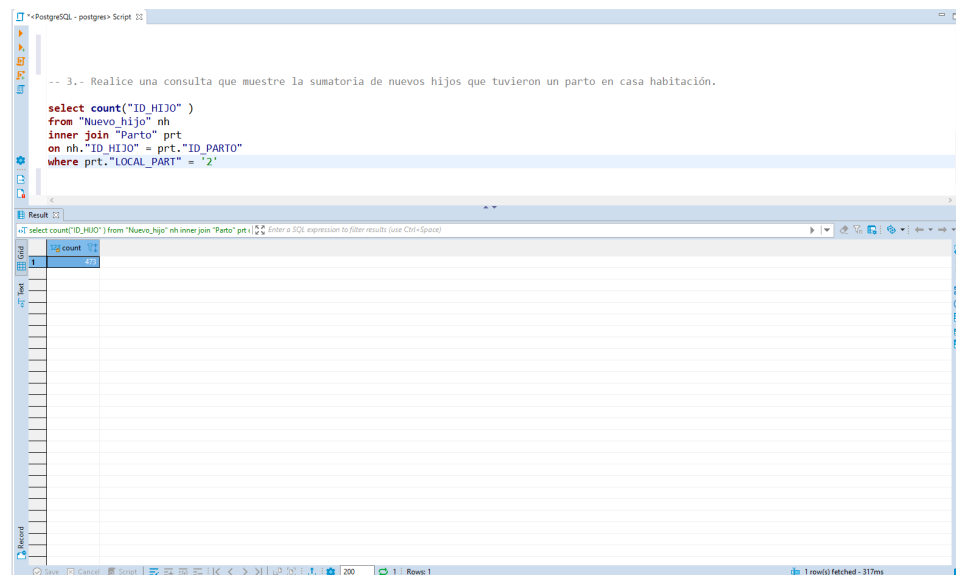 *<PostgreSQL - postgres> Script
-- 3.- Realice una consulta que muestre la sumatoria de nuevos hijos que tuvieron un parto en casa habitación.
select count("ID_HIJO" )
from "Nuevo_hijo" nh
inner join "Parto" prt
on nh."ID_HIJO" = prt."ID_PARTO"
where prt."LOCAL_PART" = '2'
Result
select count("ID_HIJO" ) from "Nuevo_hijo" nh inner join "Parto" prt
Enter a SQL expression to filter results (use Ctrl+Space)
Grid
count
1
473
Text
Record
Save
Cancel
Script
200
1
Rows: 1
1 row(s) fetched - 317ms